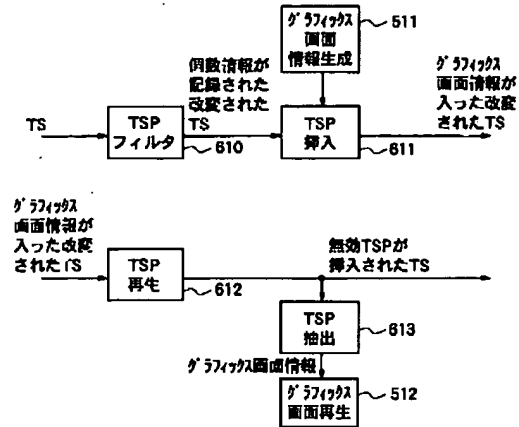 グラフィックス
画面
情報生成
511
個数情報が
記録された
改変された
TS
グラフィックス
画面情報が
入った改変
されたTS
TS
TSP
フィルタ
610
TSP
挿入
611
グラフィックス
画面情報が
入った改変
されたTS
TSP
再生
612
無効TSPが
挿入されたTS
TSP
抽出
613
グラフィックス画面情報
グラフィックス
画面再生
512